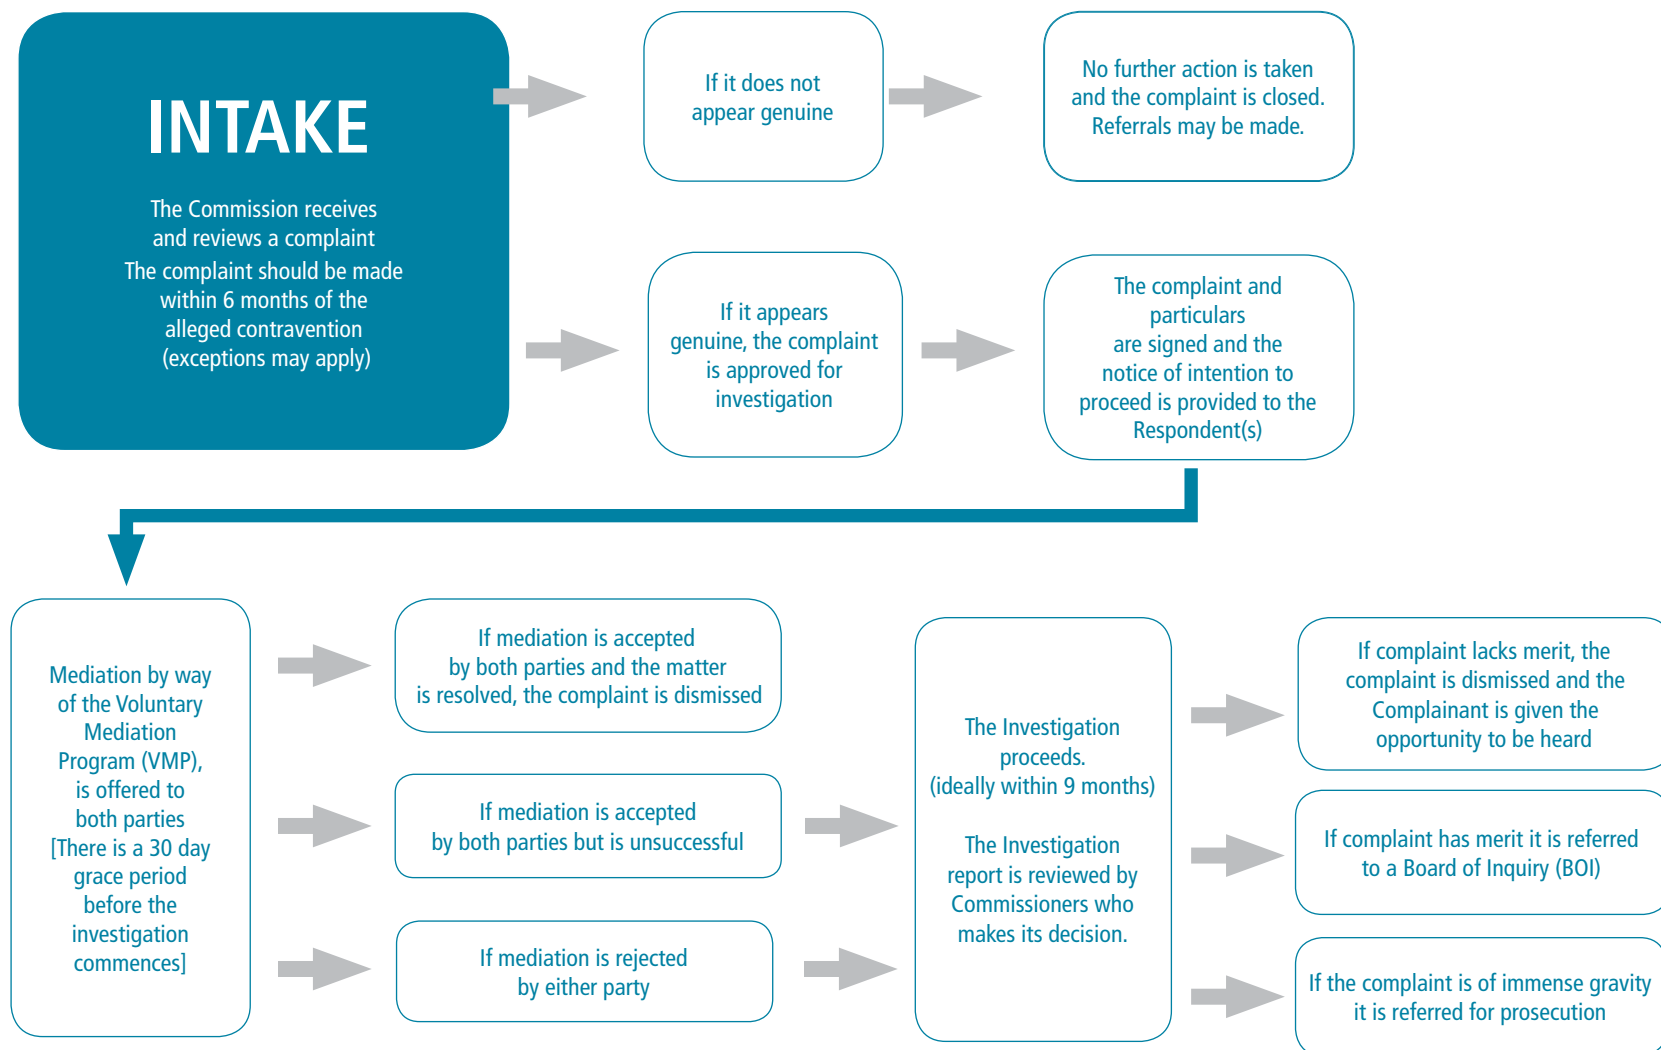 INTAKE
The Commission receives
and reviews a complaint
The complaint should be made
within 6 months of the
alleged contravention
(exceptions may apply)
If it does not
appear genuine
No further action is taken
and the complaint is closed.
Referrals may be made.
If it appears
genuine, the complaint
is approved for
investigation
The complaint and
particulars
are signed and the
notice of intention to
proceed is provided to the
Respondent(s)
Mediation by way
of the Voluntary
Mediation
Program (VMP),
is offered to
both parties
[There is a 30 day
grace period
before the
investigation
commences]
If mediation is accepted
by both parties and the matter
is resolved, the complaint is dismissed
If mediation is accepted
by both parties but is unsuccessful
If mediation is rejected
by either party
The Investigation
proceeds.
(ideally within 9 months)
The Investigation
report is reviewed by
Commissioners who
makes its decision.
If complaint lacks merit, the
complaint is dismissed and the
Complainant is given the
opportunity to be heard
If complaint has merit it is referred
to a Board of Inquiry (BOI)
If the complaint is of immense gravity
it is referred for prosecution